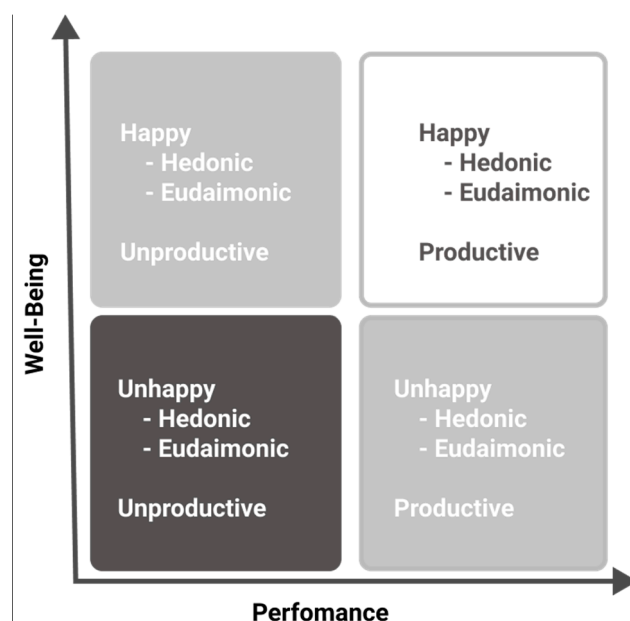 Well-Being
Happy
- Hedonic
- Eudaimonic
Unproductive
Happy
- Hedonic
- Eudaimonic
Productive
Unhappy
- Hedonic
- Eudaimonic
Unproductive
Unhappy
- Hedonic
- Eudaimonic
Productive
Perfomance